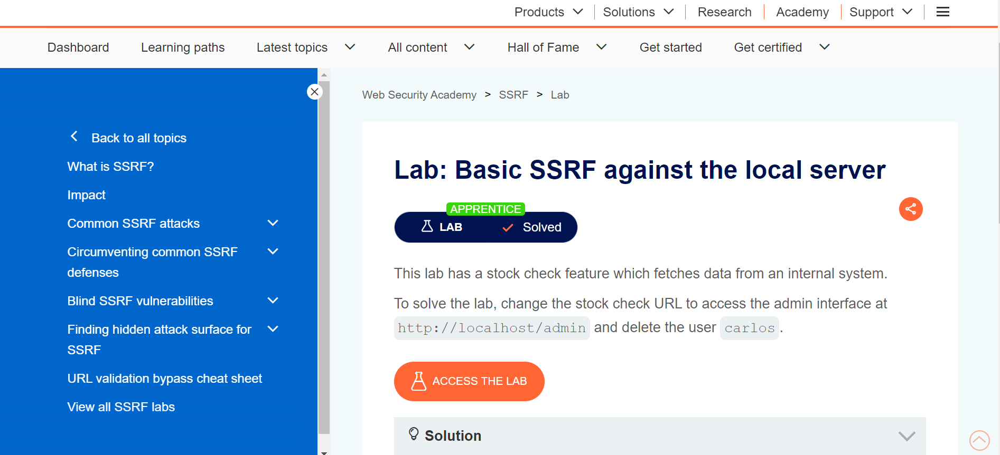 Products Solutions Research Academy Support
Dashboard Learning paths Latest topics All content Hall of Fame Get started Get certified
Back to all topics
What is SSRF?
Impact
Common SSRF attacks
Circumventing common SSRF
defenses
Blind SSRF vulnerabilities
Finding hidden attack surface for
SSRF
URL validation bypass cheat sheet
View all SSRF labs
Web Security Academy > SSRF > Lab
Lab: Basic SSRF against the local server
APPRENTICE
LAB Solved
This lab has a stock check feature which fetches data from an internal system.
To solve the lab, change the stock check URL to access the admin interface at
http://localhost/admin and delete the user carlos.
ACCESS THE LAB
Solution